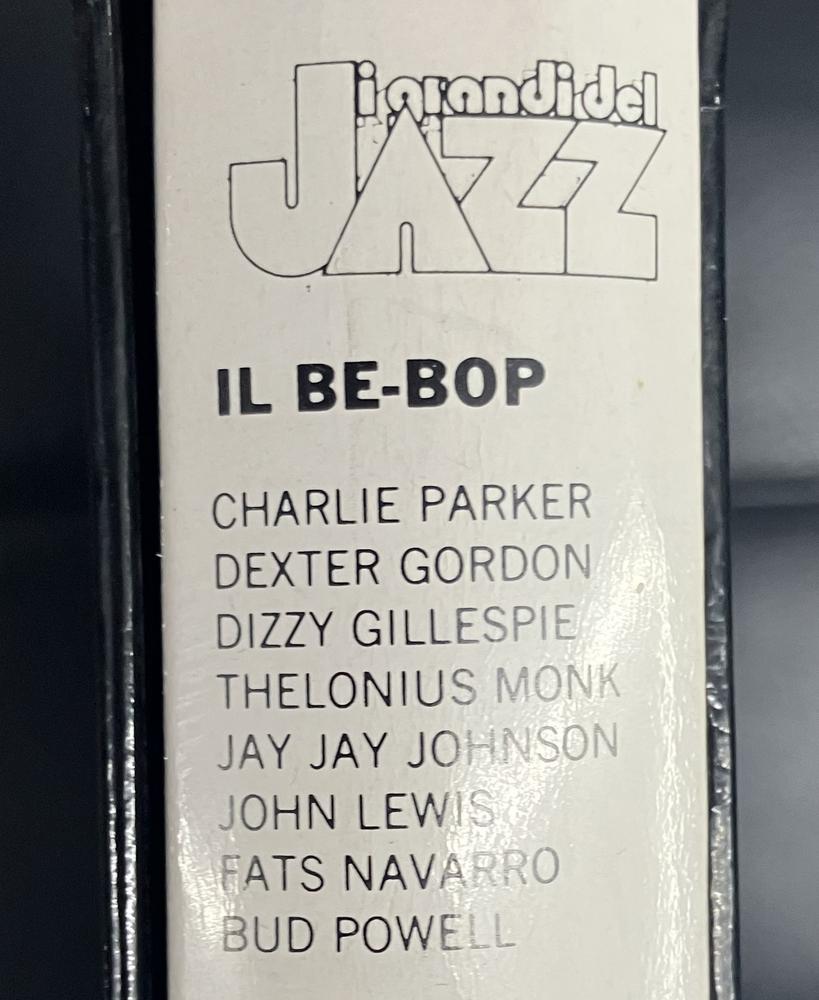 i grandi del
JAZZ
IL BE-BOP
CHARLIE PARKER
DEXTER GORDON
DIZZY GILLESPIE
THELONIUS MONK
JAY JAY JOHNSON
JOHN LEWIS
FATS NAVARRO
BUD POWELL